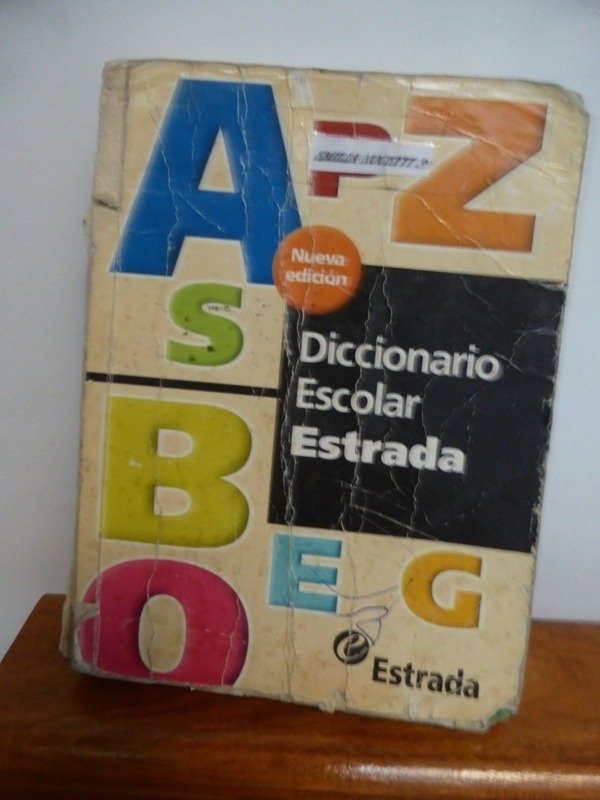 A P Z
Nueva
edición
S
Diccionario
Escolar
Estrada
B
E G
O
Estrada